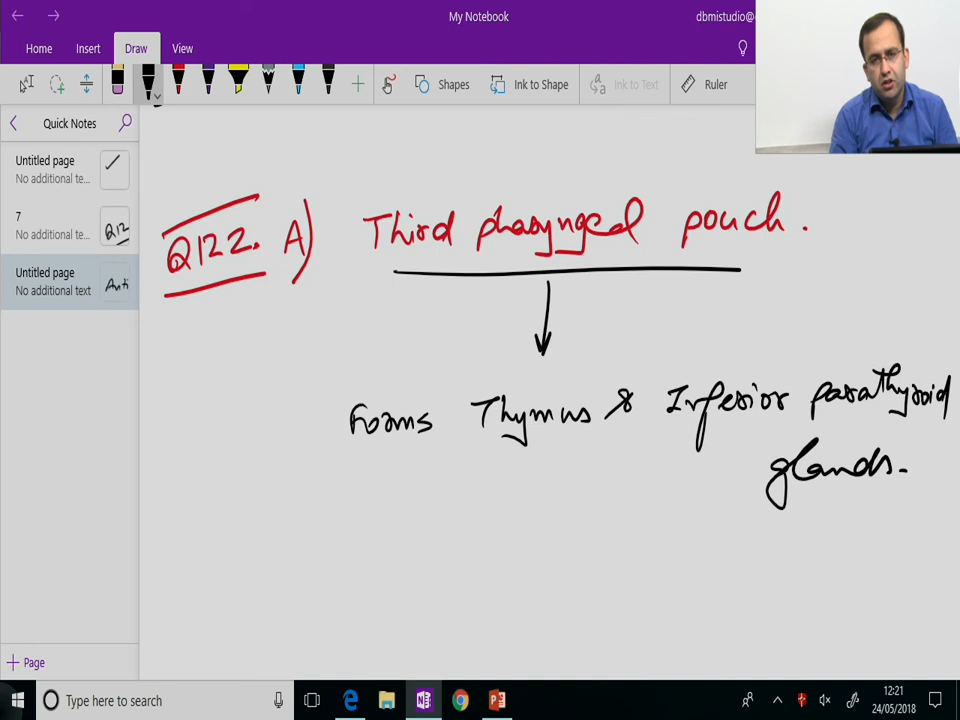 My Notebook
dbmistudio@
Home Insert Draw View
Shapes Ink to Shape Ink to Text Ruler
Quick Notes
Untitled page
No additional te...
7
No additional te...
Q12
Untitled page
No additional text
Anti
Q122. A) Third pharyngeal pouch.
Forms Thymus & Inferior parathyroid
glands.
+ Page
Type here to search
12:21
24/05/2018